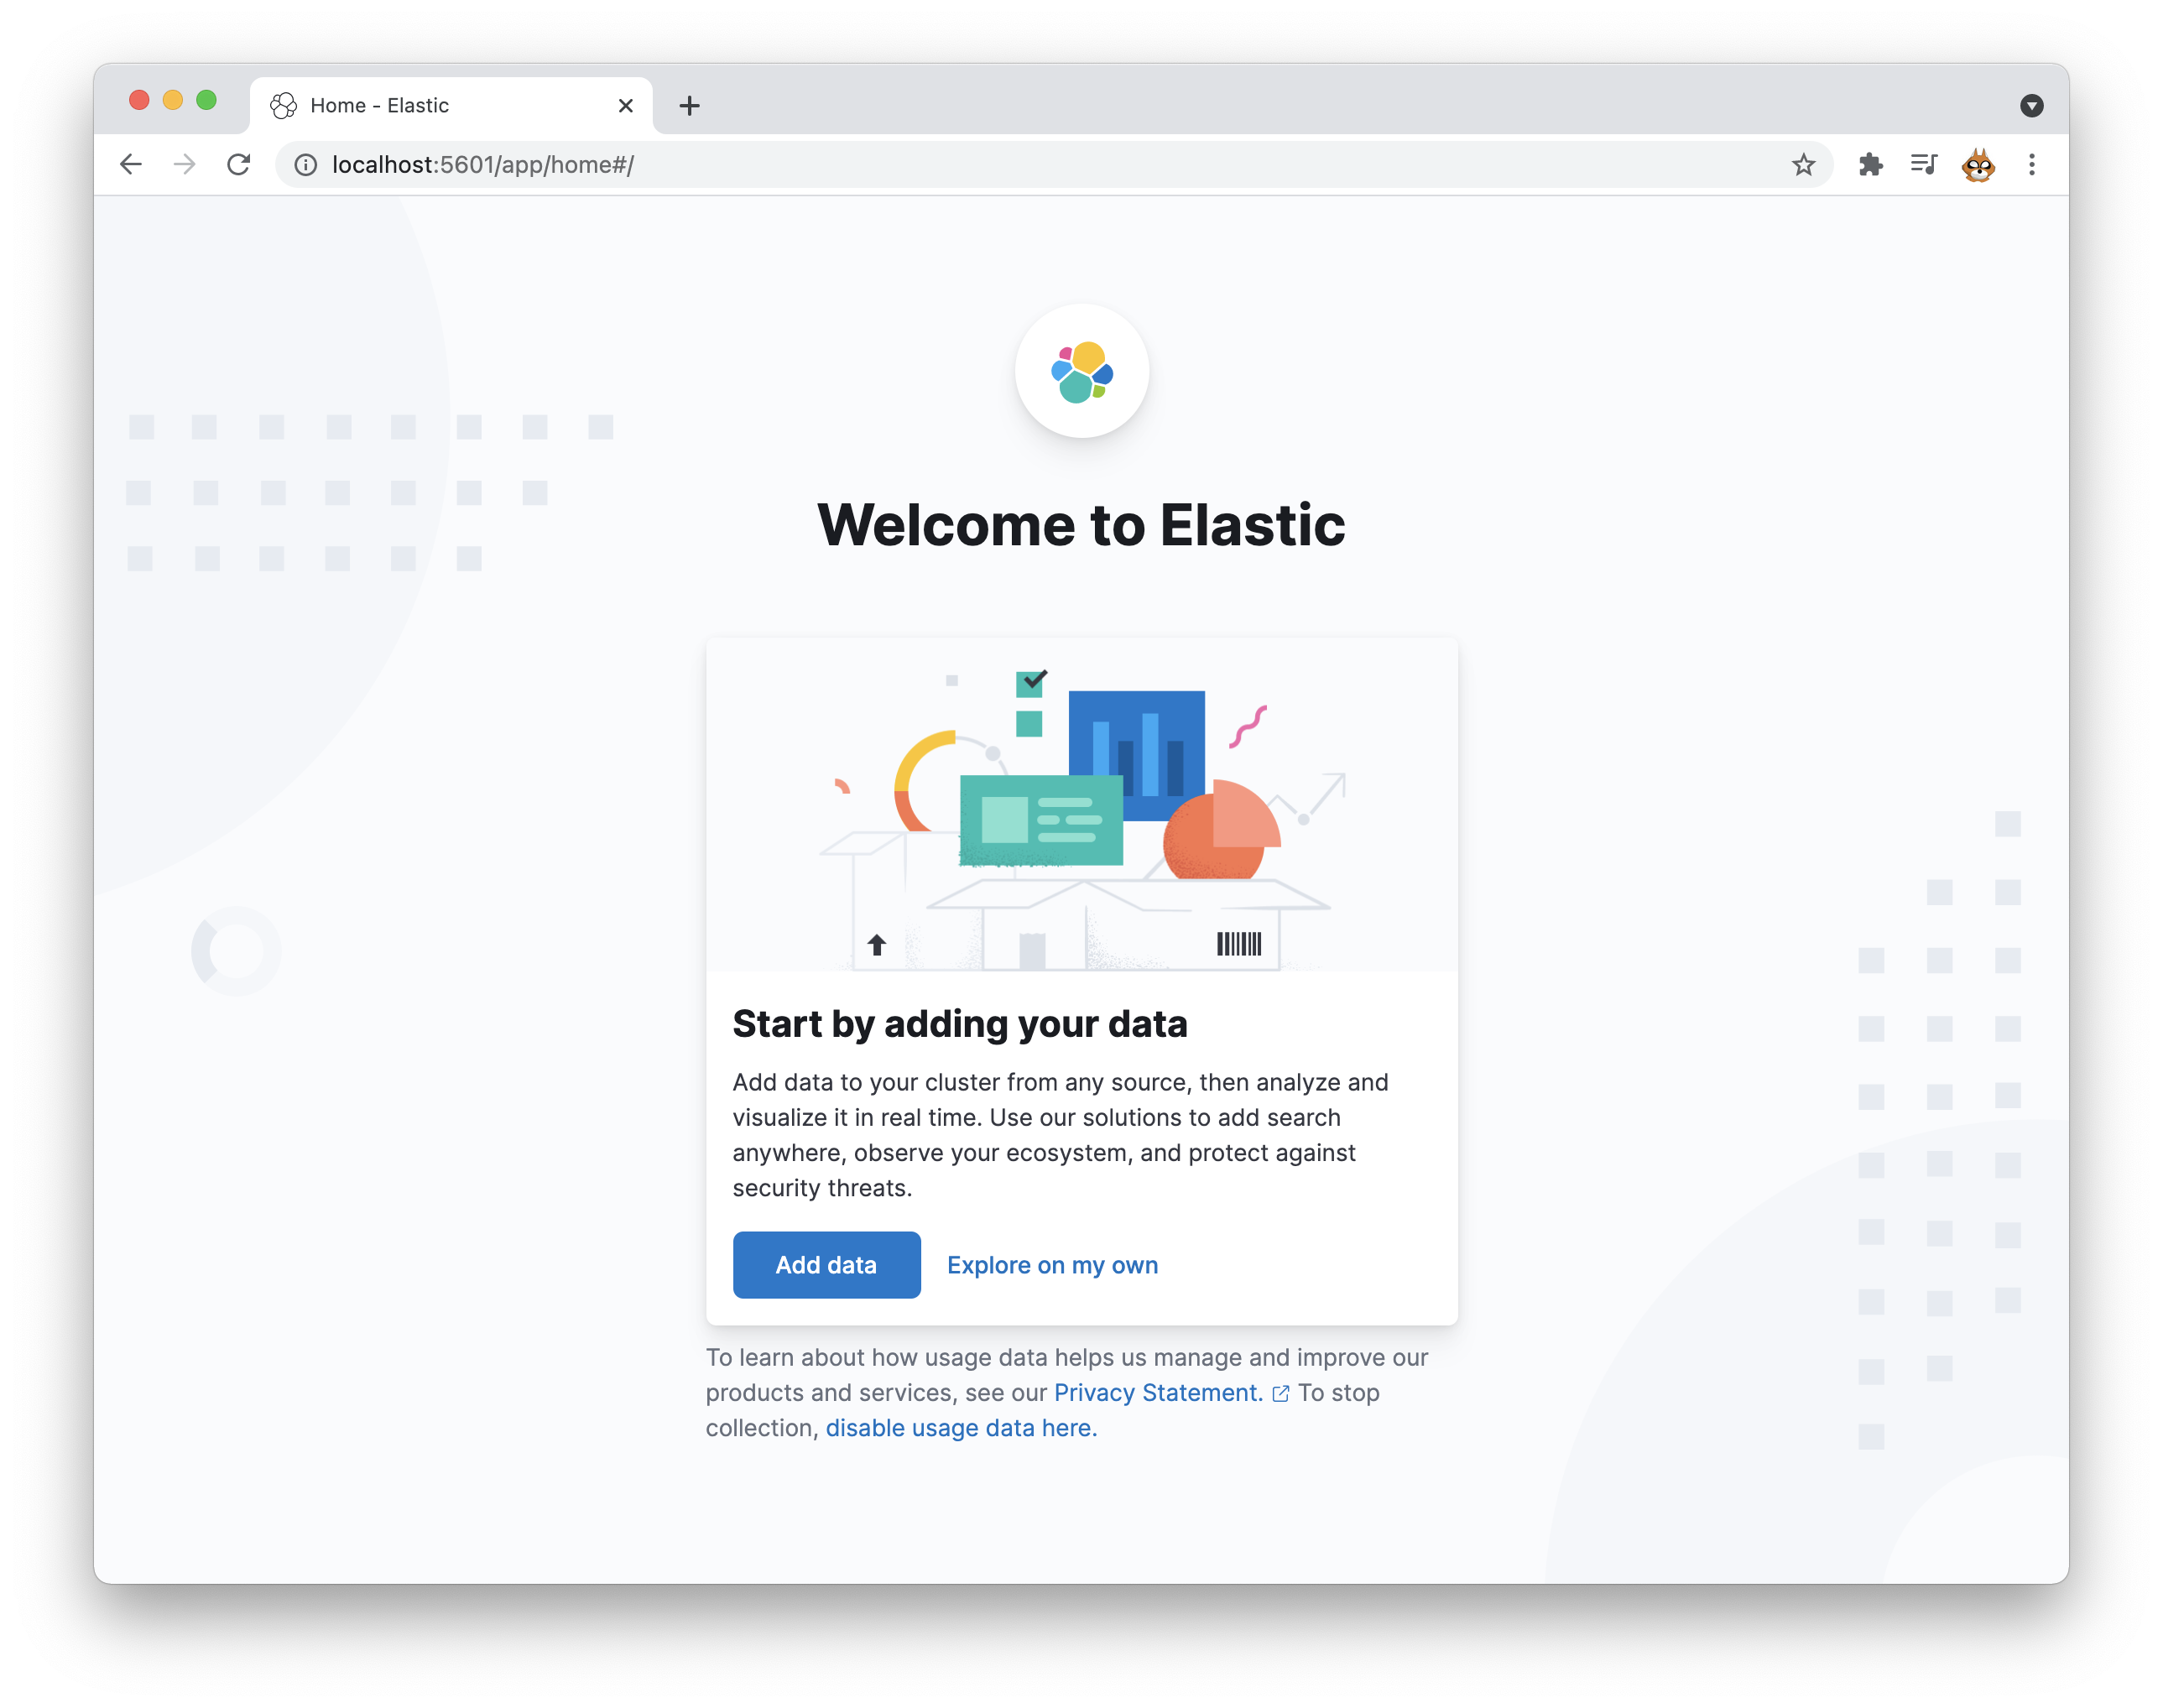 Home - Elastic
localhost:5601/app/home#/
Welcome to Elastic
Start by adding your data
Add data to your cluster from any source, then analyze and
visualize it in real time. Use our solutions to add search
anywhere, observe your ecosystem, and protect against
security threats.
Add data
Explore on my own
To learn about how usage data helps us manage and improve our
products and services, see our Privacy Statement. To stop
collection, disable usage data here.